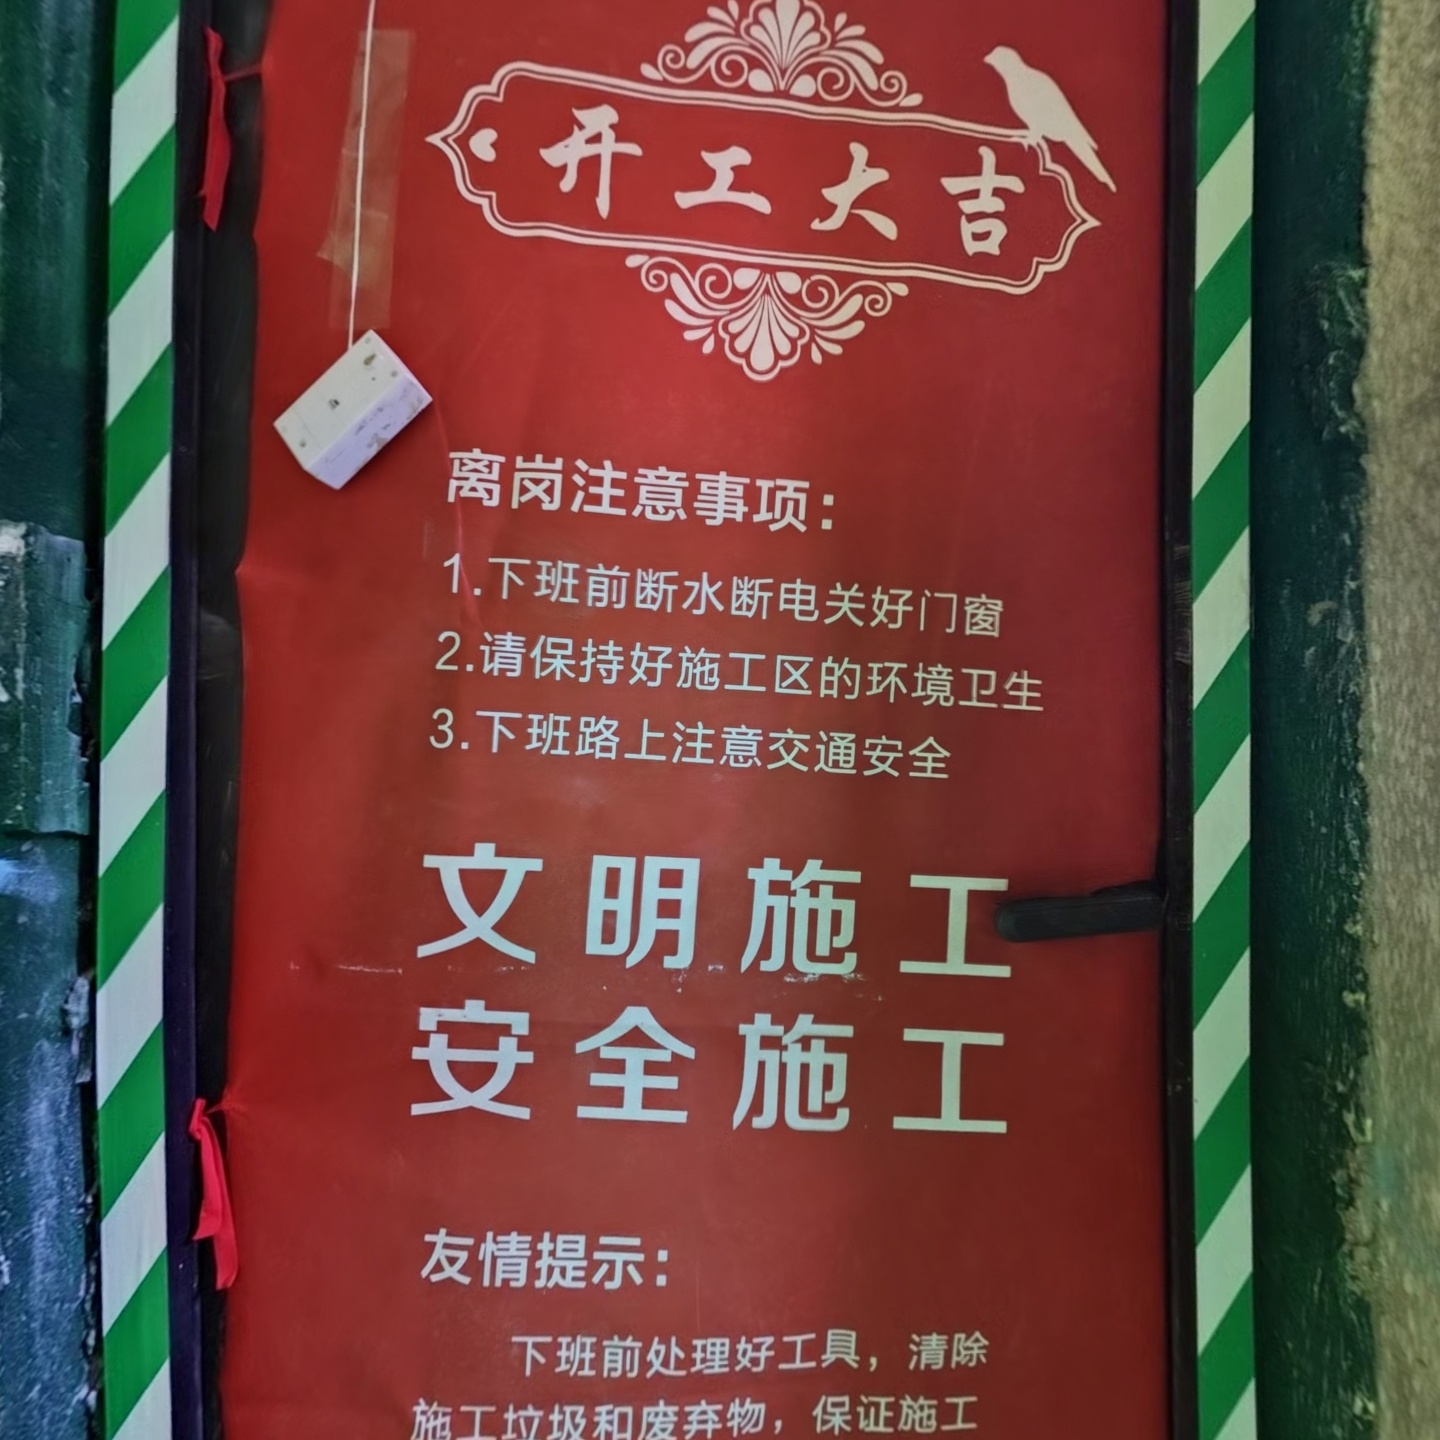 开工大吉
离岗注意事项：
1.下班前断水断电关好门窗
2.请保持好施工区的环境卫生
3.下班路上注意交通安全
文明施工
安全施工
友情提示：
下班前处理好工具，清除
施工垃圾和废弃物，保证施工